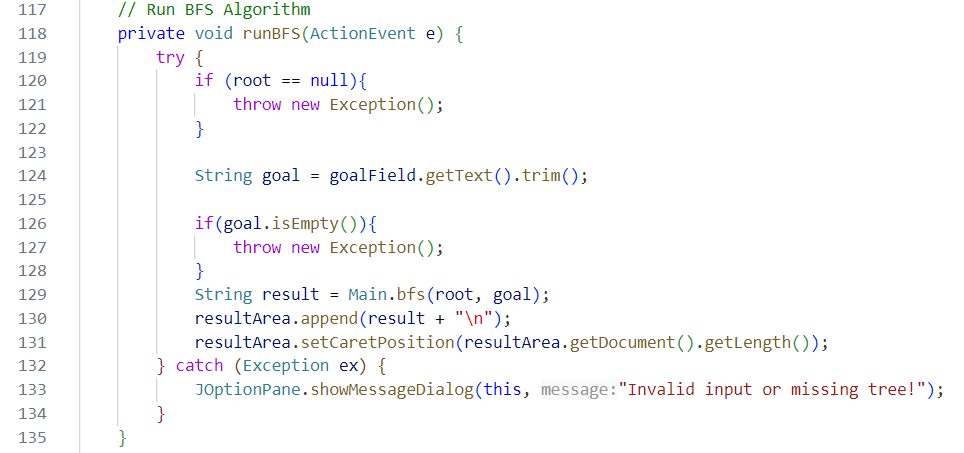 117 // Run BFS Algorithm
118 private void runBFS(ActionEvent e) {
119 try {
120 if (root == null){
121 throw new Exception();
122 }
123
124 String goal = goalField.getText().trim();
125
126 if(goal.isEmpty()){
127 throw new Exception();
128 }
129 String result = Main.bfs(root, goal);
130 resultArea.append(result + "\n");
131 resultArea.setCaretPosition(resultArea.getDocument().getLength());
132 } catch (Exception ex) {
133 JOptionPane.showMessageDialog(this, message:"Invalid input or missing tree!");
134 }
135 }